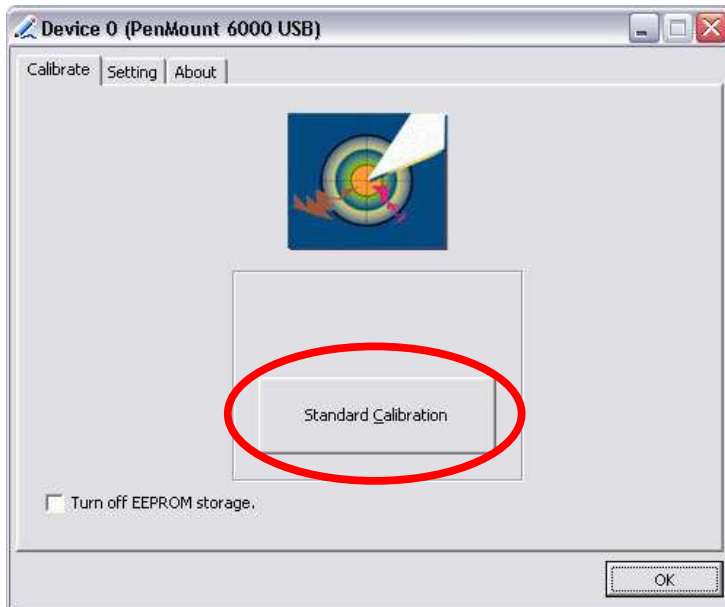 Device 0 (PenMount 6000 USB)
Calibrate Setting About
Standard Calibration
Turn off EEPROM storage.
OK